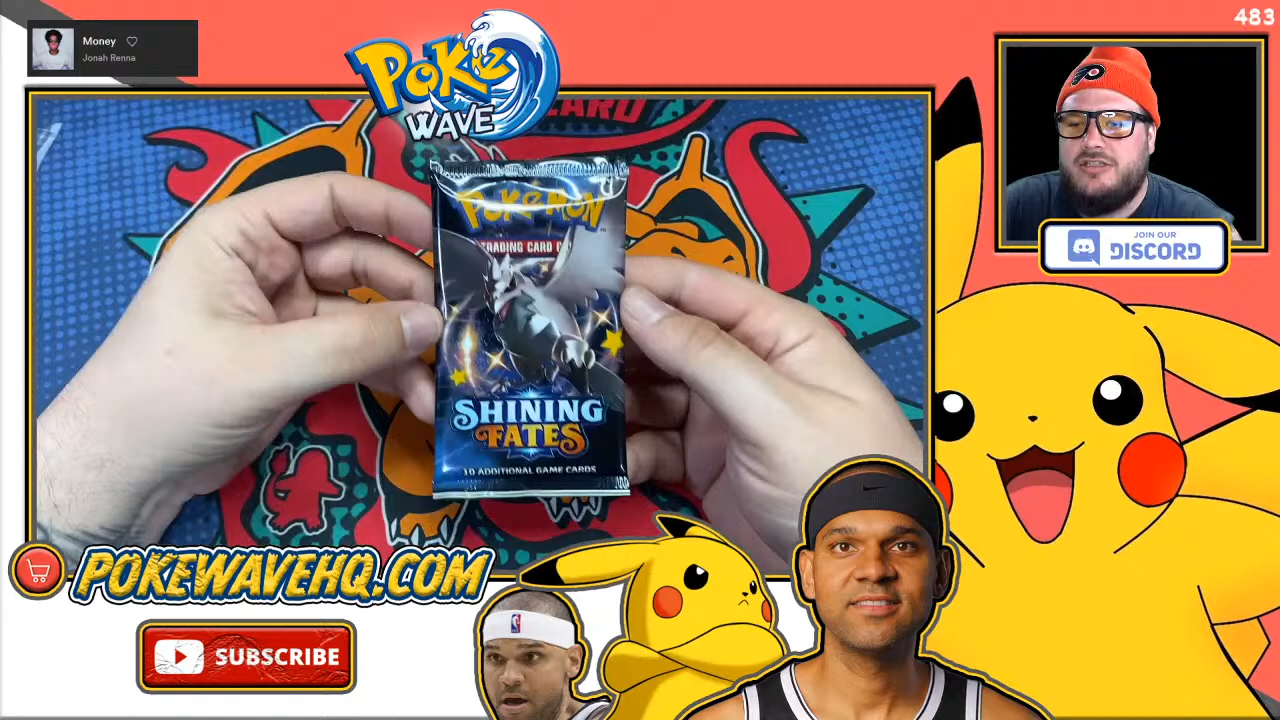 483
Money
Jonah Renna
POKE
WAVE
ZARD
POKÉMON
TRADING CARD G
SHINING
FATES
10 ADDITIONAL GAME CARDS
JOIN OUR
DISCORD
POKEWAVEHQ.COM
SUBSCRIBE